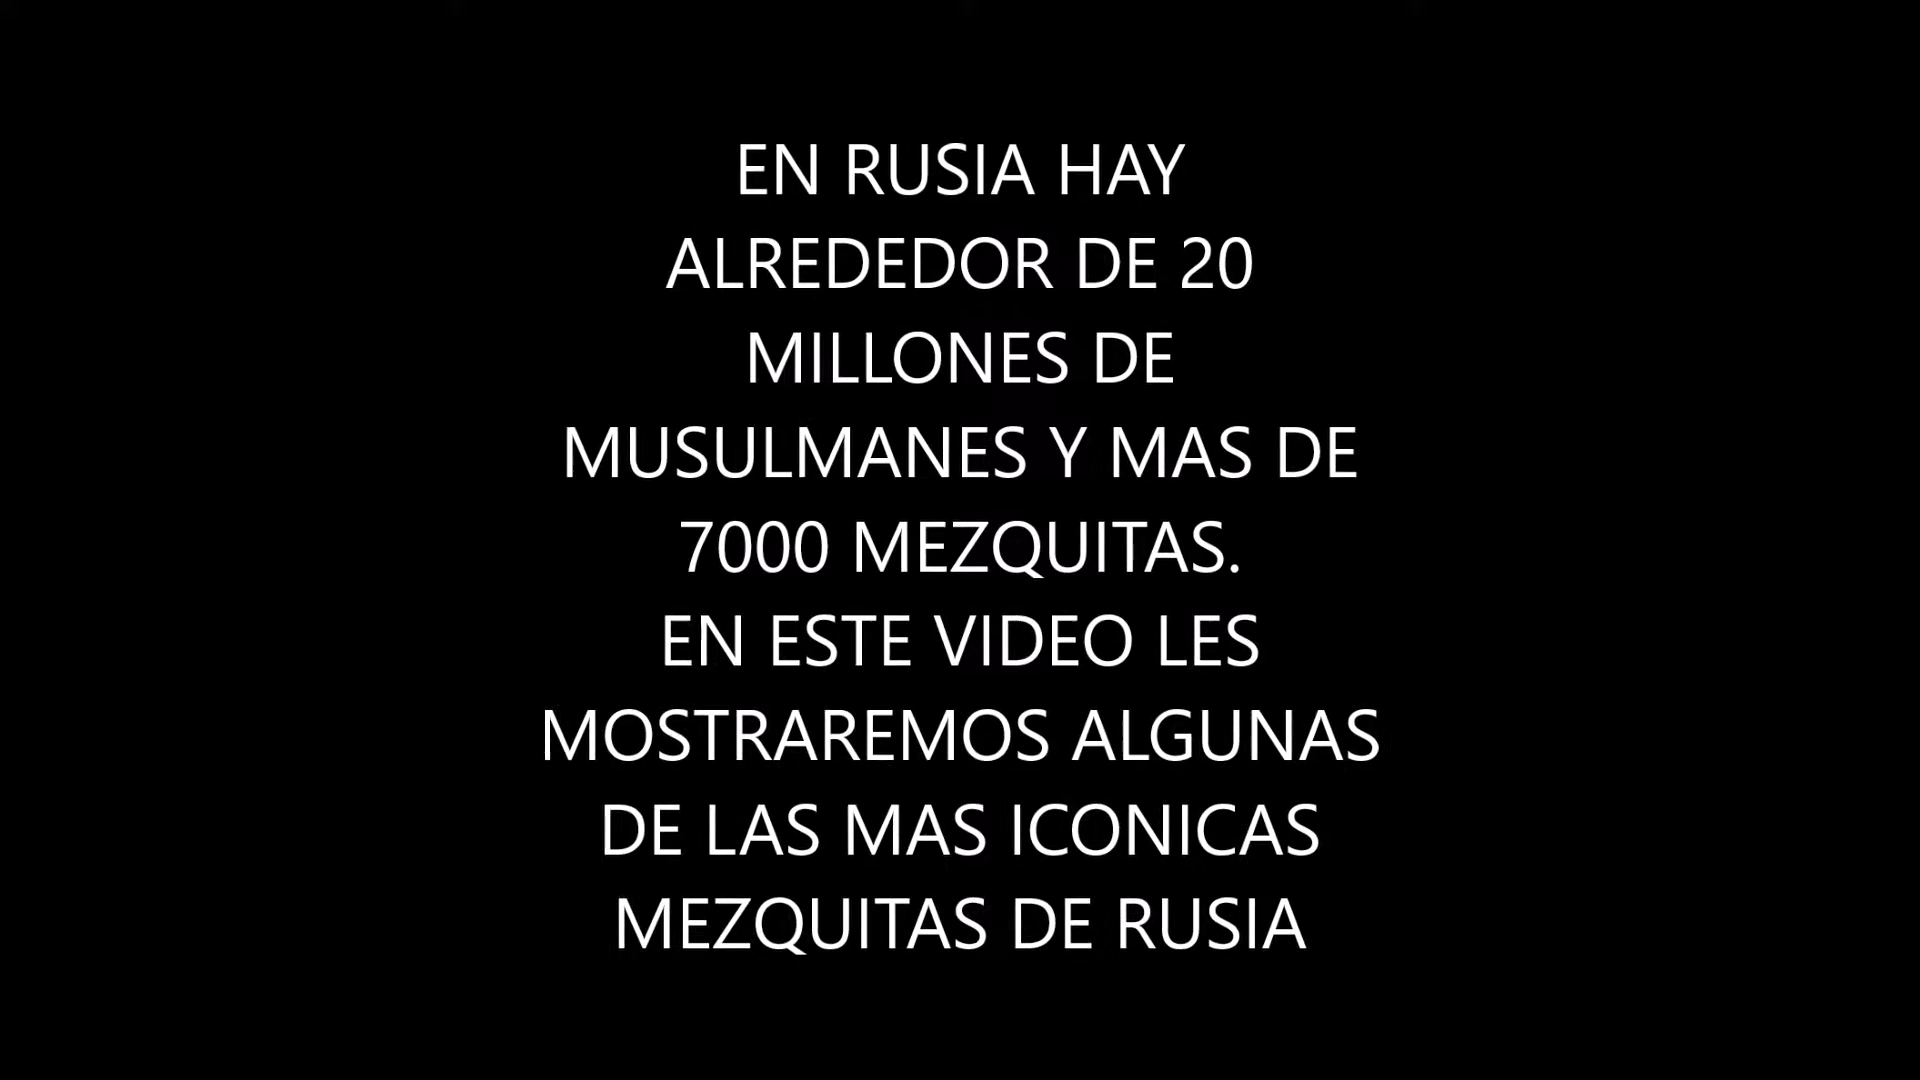 EN RUSIA HAY
ALREDEDOR DE 20
MILLONES DE
MUSULMANES Y MAS DE
7000 MEZQUITAS.
EN ESTE VIDEO LES
MOSTRAREMOS ALGUNAS
DE LAS MAS ICONICAS
MEZQUITAS DE RUSIA